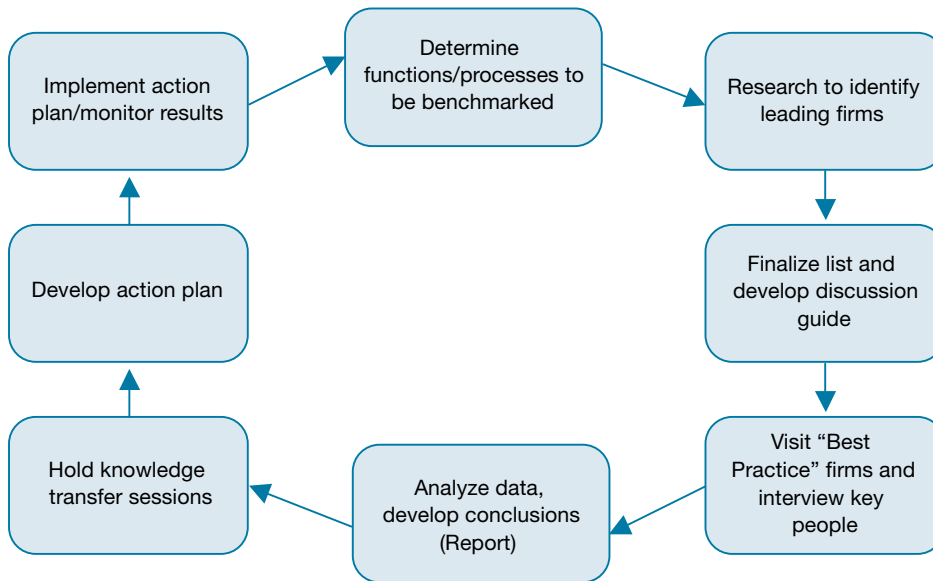 Determine
functions/processes to
be benchmarked
Research to identify
leading firms
Finalize list and
develop discussion
guide
Visit “Best
Practice” firms and
interview key
people
Analyze data,
develop conclusions
(Report)
Hold knowledge
transfer sessions
Develop action plan
Implement action
plan/monitor results